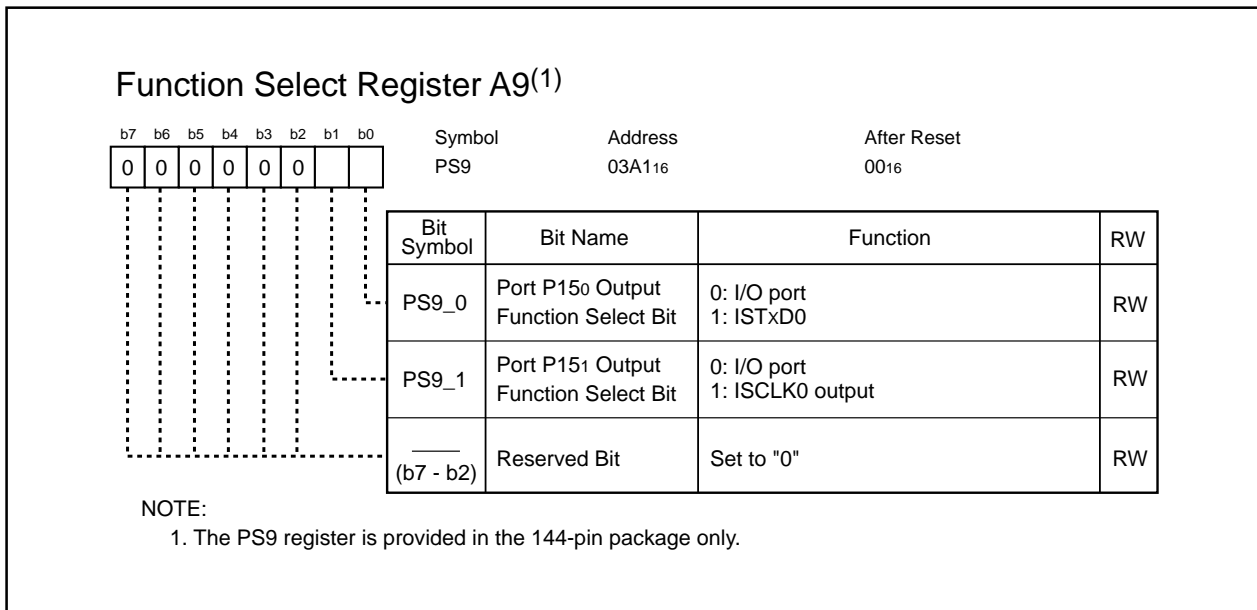 Function Select Register A9(1)
b7 b6 b5 b4 b3 b2 b1 b0
Symbol Address After Reset
0 0 0 0 0 0
PS9 03A116 0016
Bit Symbol Bit Name Function RW
PS9_0 Port P150 Output Function Select Bit 0: I/O port 1: ISTxD0 RW
PS9_1 Port P151 Output Function Select Bit 0: I/O port 1: ISCLK0 output RW
(b7 - b2) Reserved Bit Set to "0" RW
NOTE:
1. The PS9 register is provided in the 144-pin package only.